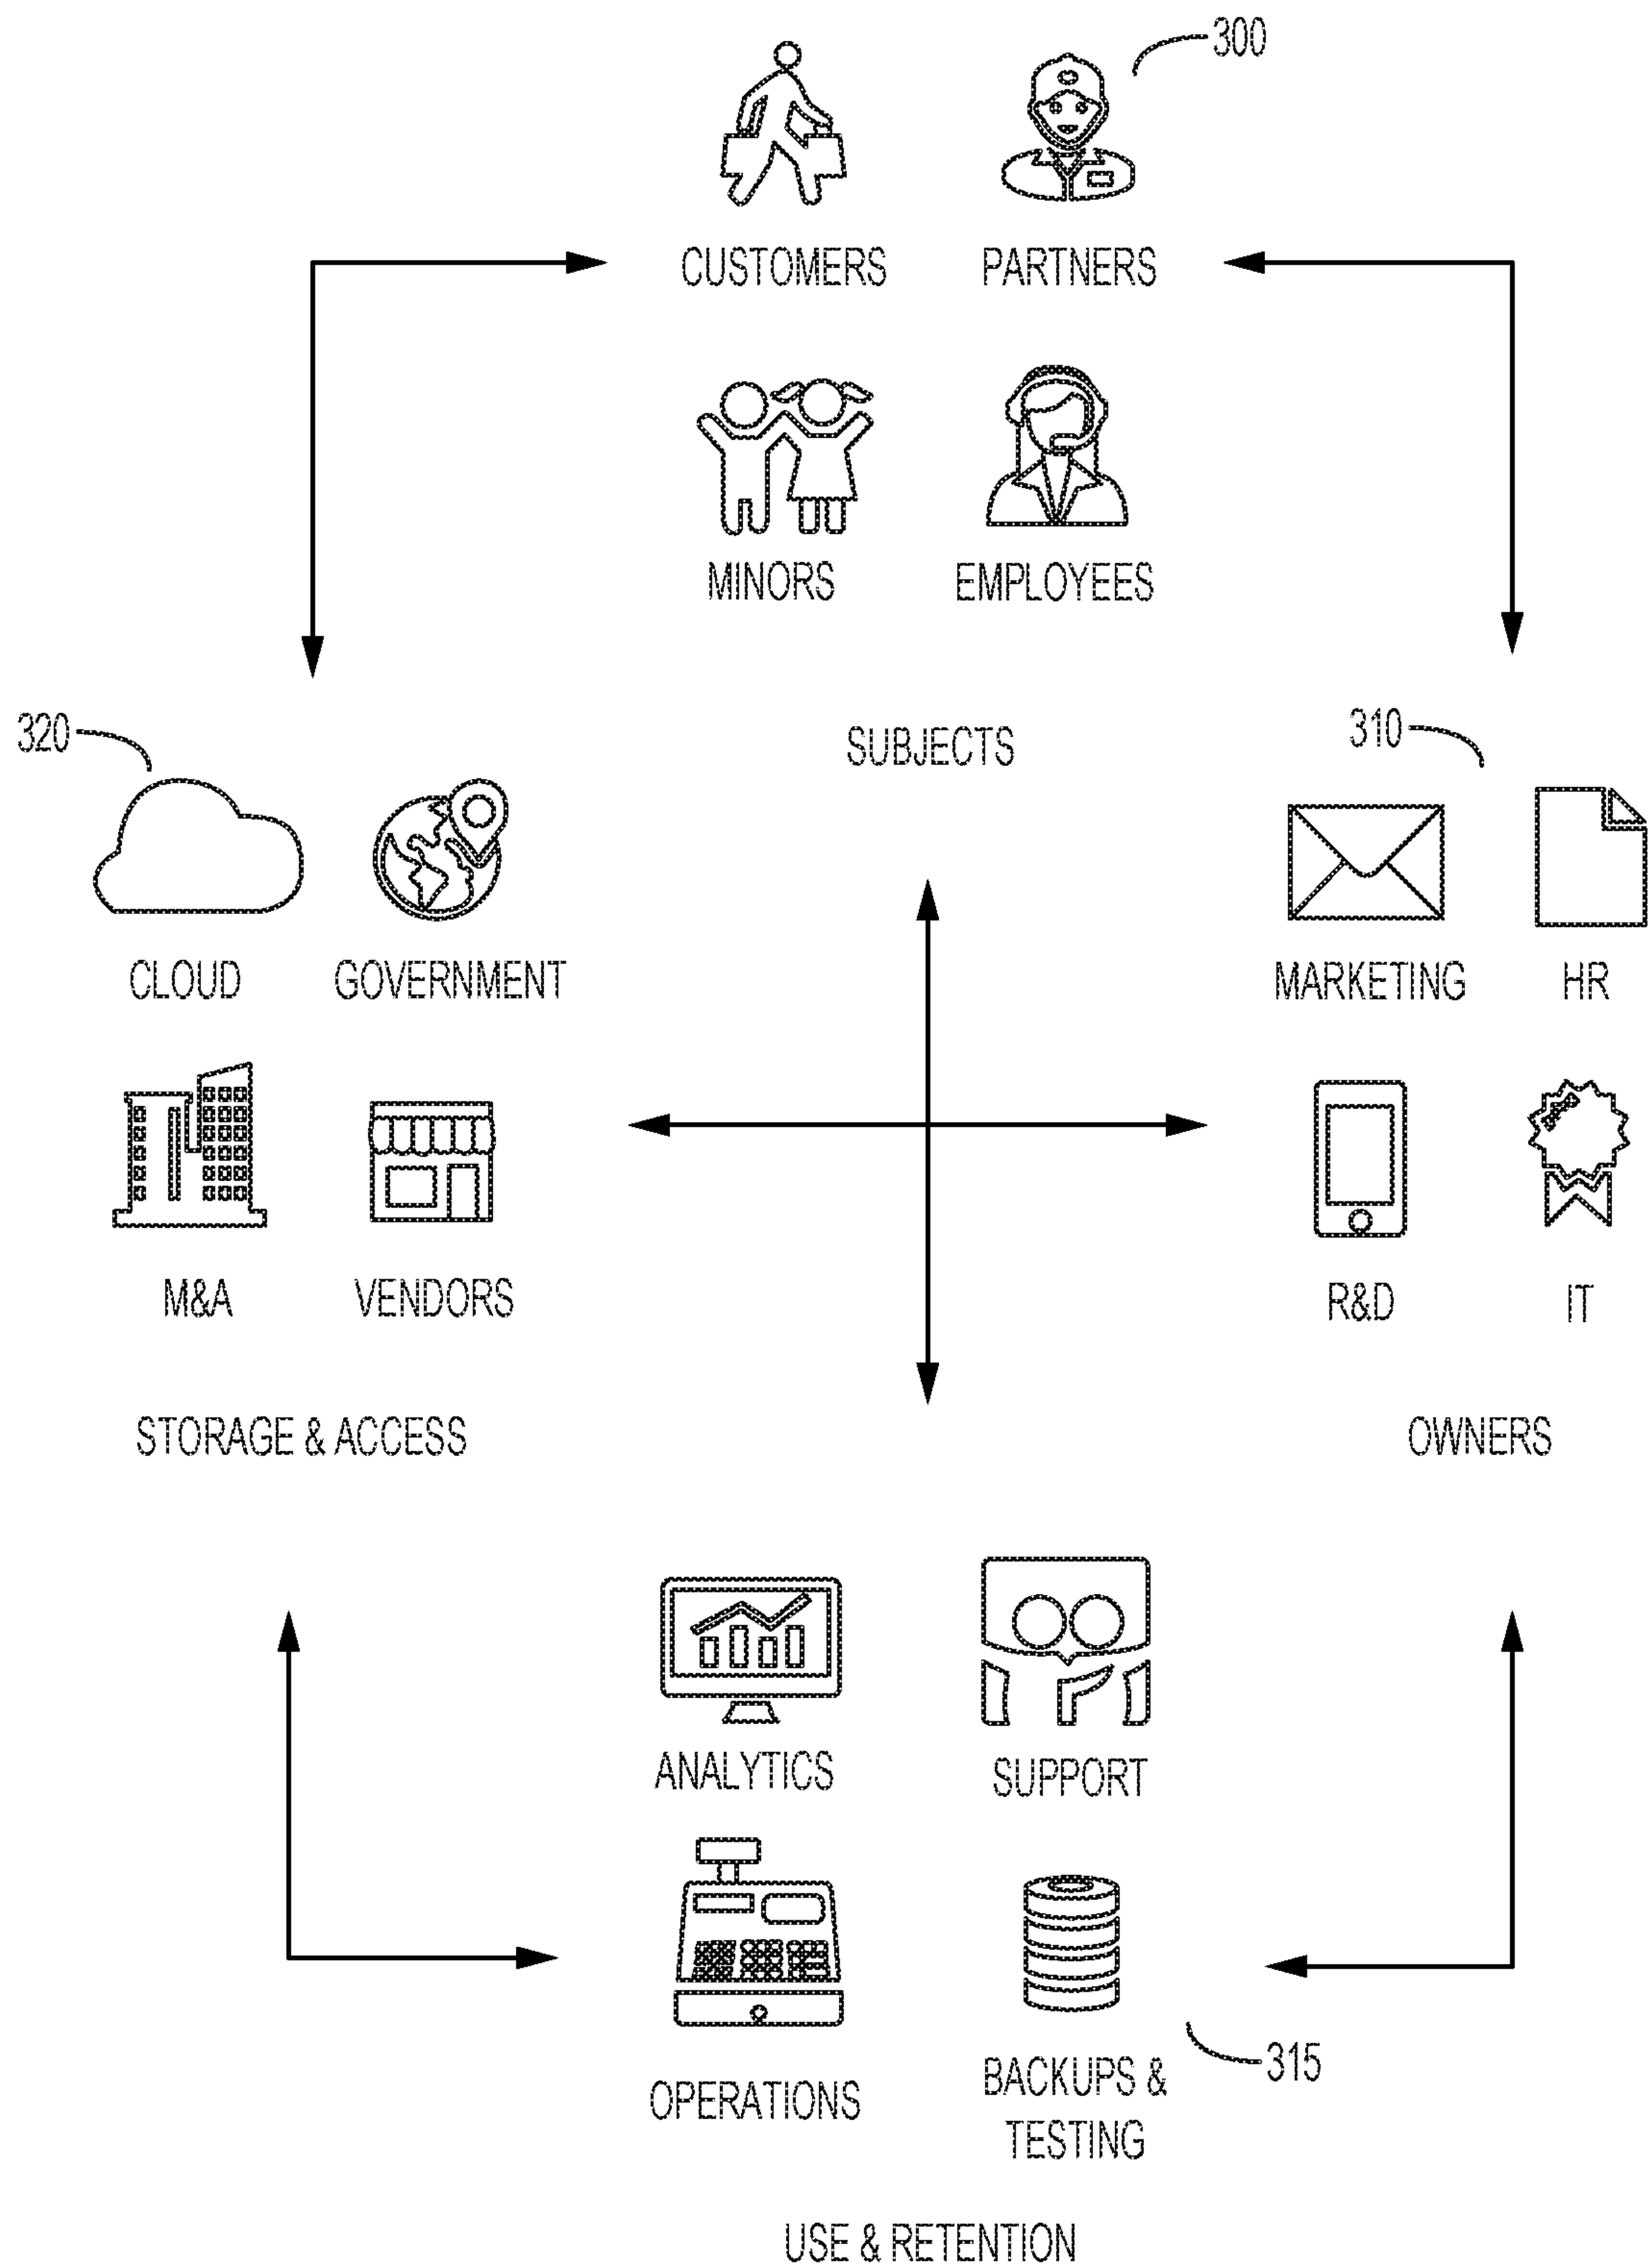 300
CUSTOMERS
PARTNERS
MINORS
EMPLOYEES
SUBJECTS
320
CLOUD
GOVERNMENT
M&A
VENDORS
STORAGE & ACCESS
310
MARKETING
HR
R&D
IT
OWNERS
ANALYTICS
SUPPORT
OPERATIONS
BACKUPS &
TESTING
315
USE & RETENTION